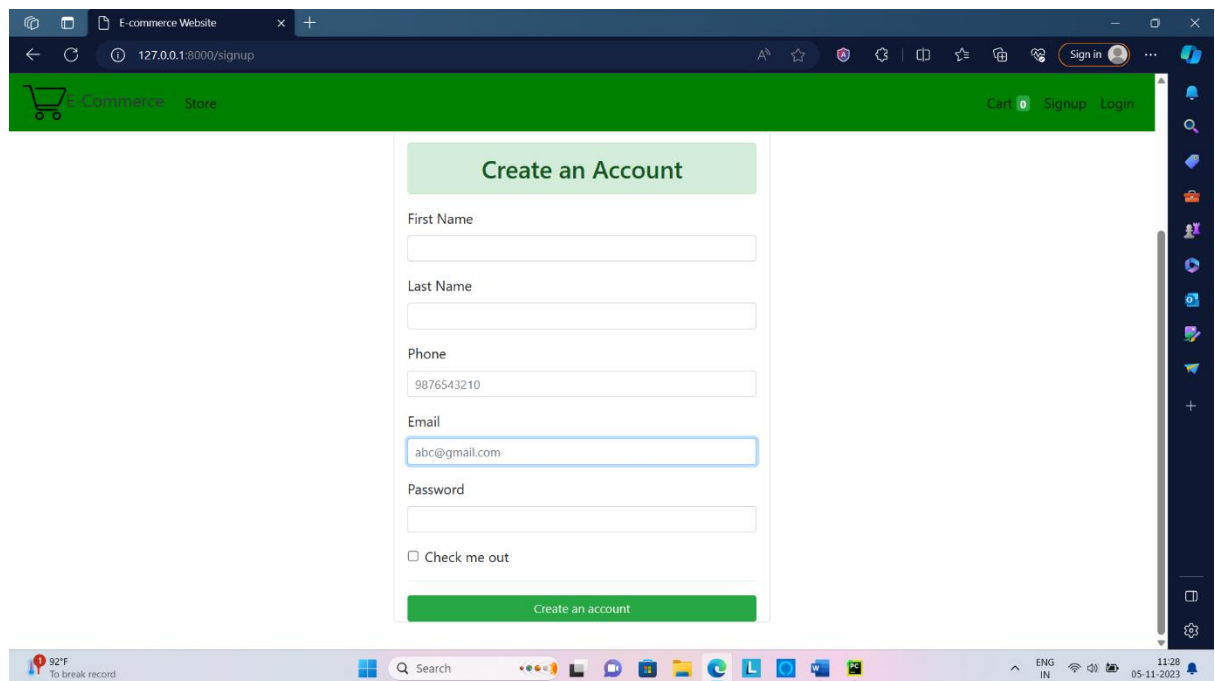 E-commerce Website
127.0.0.1:8000/signup
Sign in
E-Commerce Store Cart 0 Signup Login
Create an Account
First Name
Last Name
Phone
9876543210
Email
abc@gmail.com
Password
Check me out
Create an account
1 92°F
To break record
Search
ENG
IN
11:28
05-11-2023